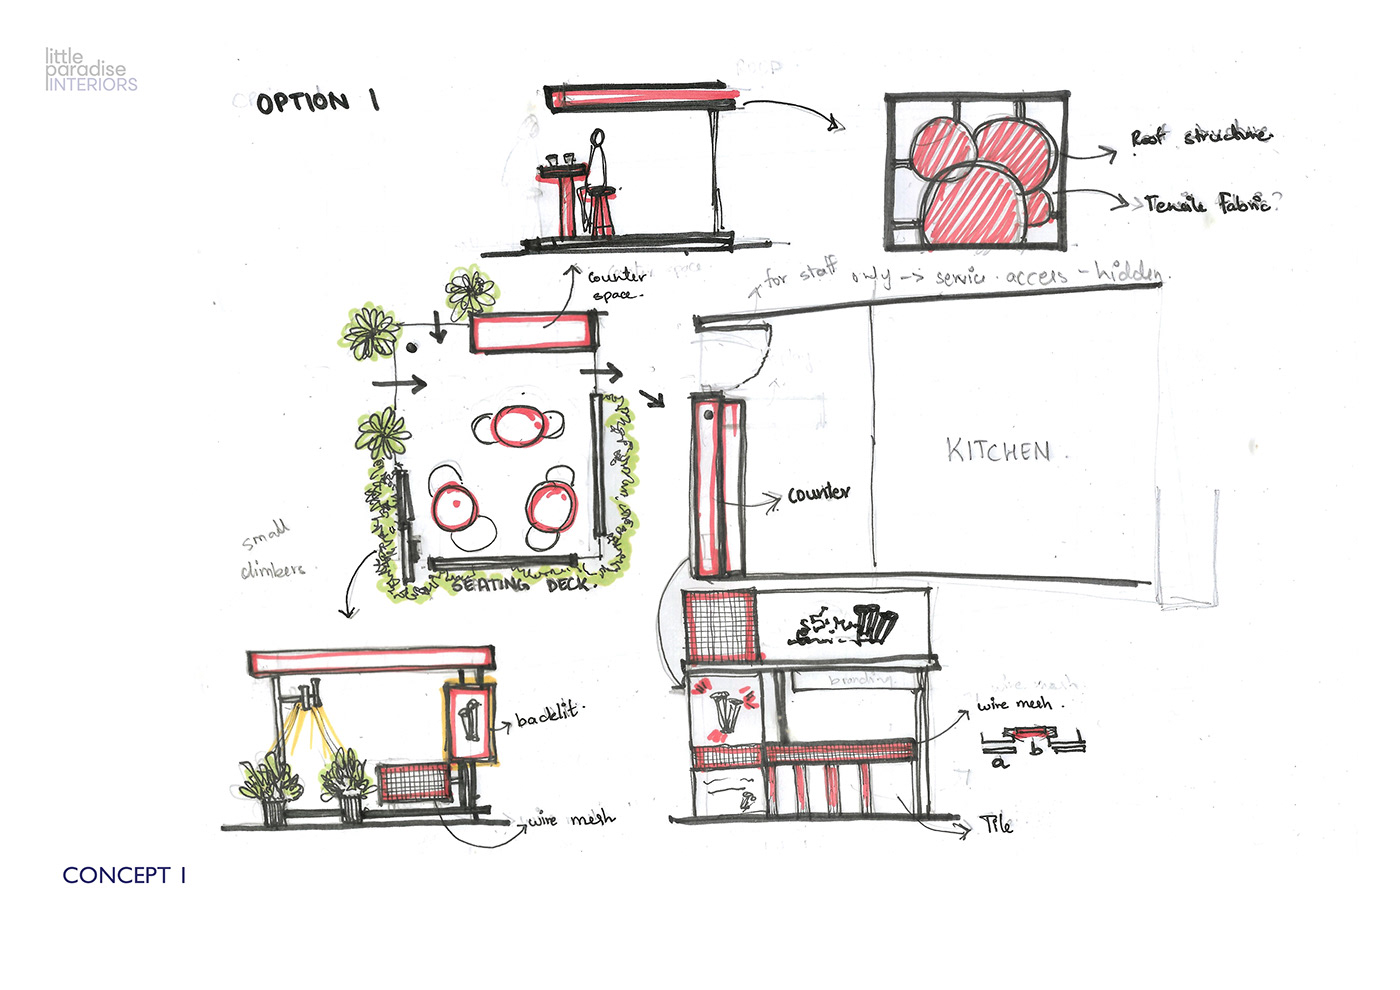 little
paradise
INTERIORS
OPTION 1
Roof structure
Tensile Fabric?
counter
space.
for staff only → servic. access - hidden.
KITCHEN.
counter
small
climbers.
SEATING DECK.
branding.
wire mesh.
a b
backlit.
wire mesh
Tile
CONCEPT 1